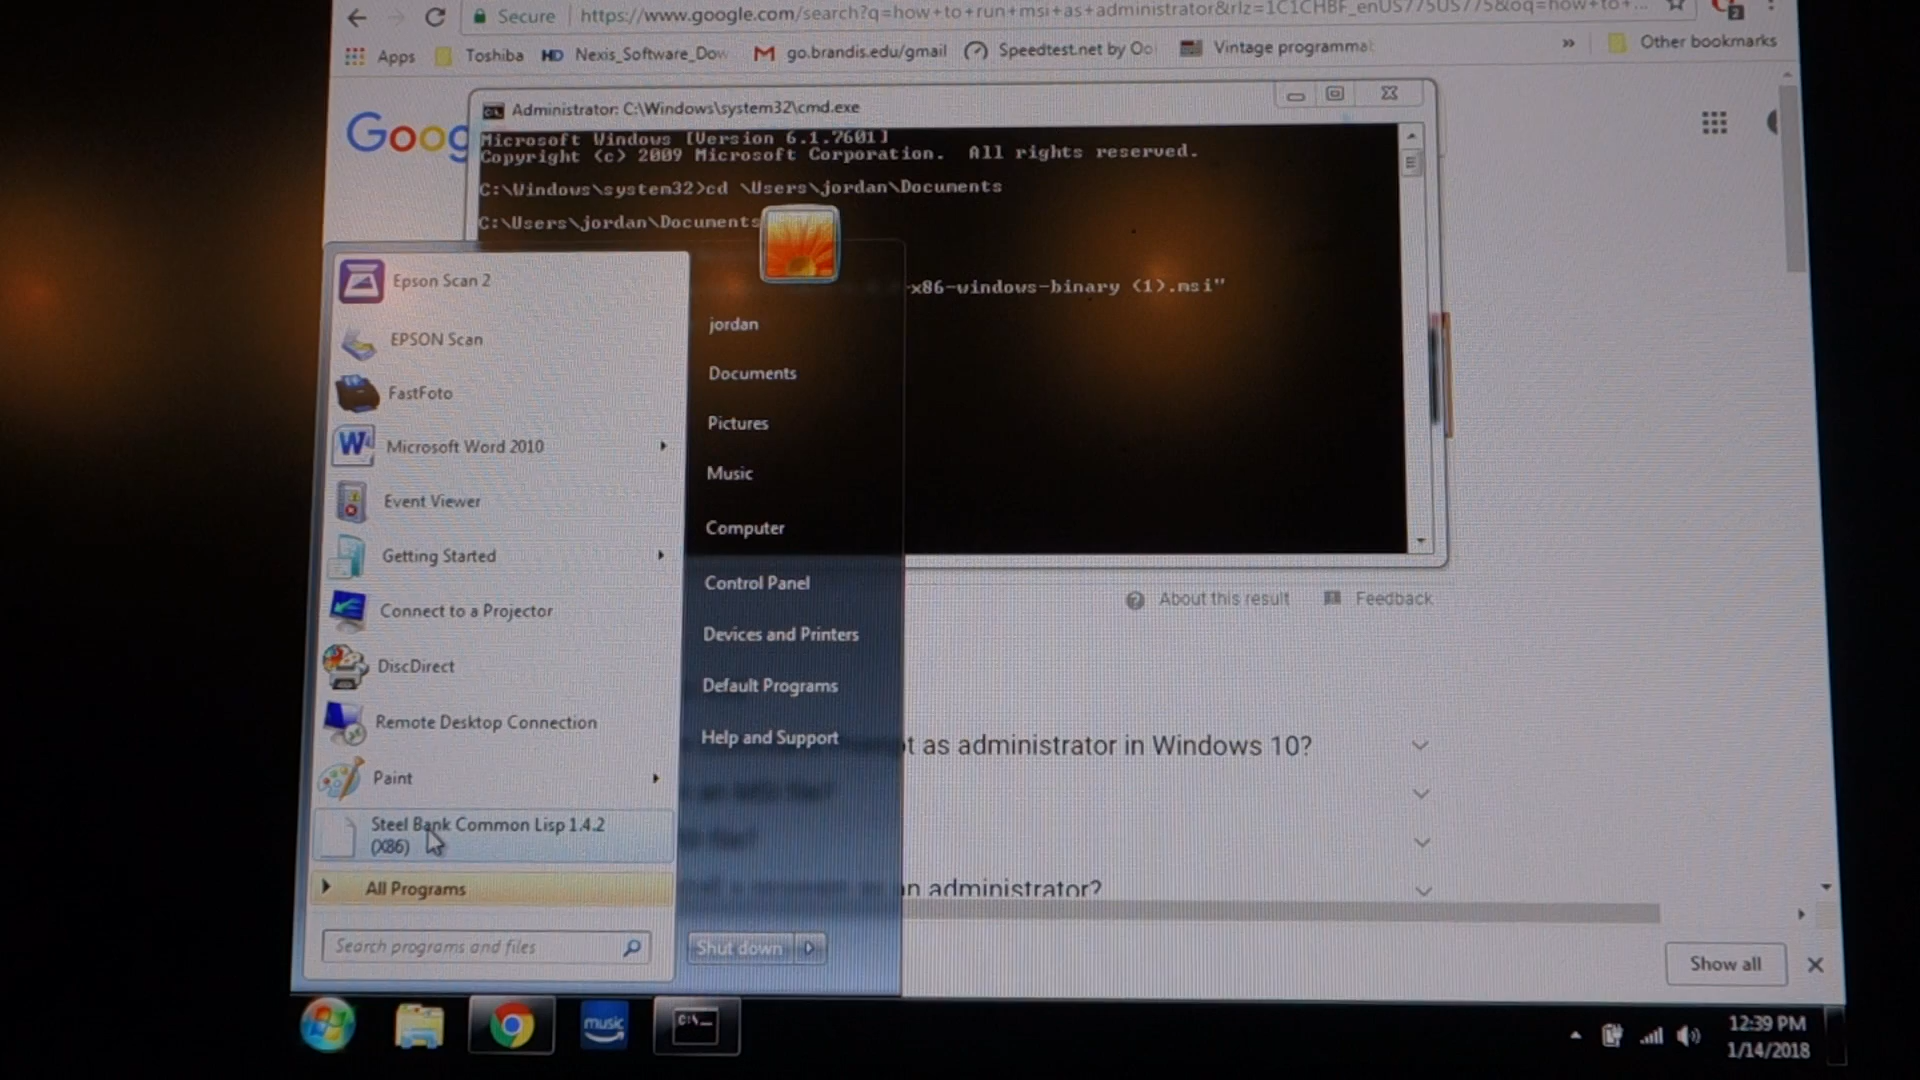 Secure https://www.google.com/search?q=how+to+run+msi+as+administrator&rlz=1C1CHBF_enUS775US775&oq=how+to+...
2
Apps Toshiba HD Nexis_Software_Dow go.brandis.edu/gmail Speedtest.net by Oo Vintage programma » Other bookmarks
Goog
Administrator: C:\Windows\system32\cmd.exe
Microsoft Windows [Version 6.1.7601]
Copyright (c) 2009 Microsoft Corporation. All rights reserved.
C:\Windows\system32>cd \Users\jordan\Documents
C:\Users\jordan\Documents
x86-windows-binary (1).msi"
Epson Scan 2
EPSON Scan
FastFoto
Microsoft Word 2010
Event Viewer
Getting Started
Connect to a Projector
DiscDirect
Remote Desktop Connection
Paint
Steel Bank Common Lisp 1.4.2
(X86)
All Programs
Search programs and files
jordan
Documents
Pictures
Music
Computer
Control Panel
Devices and Printers
Default Programs
Help and Support
Shut down
About this result Feedback
t as administrator in Windows 10?
n administrator?
Show all
music
C:\_
12:39 PM
1/14/2018